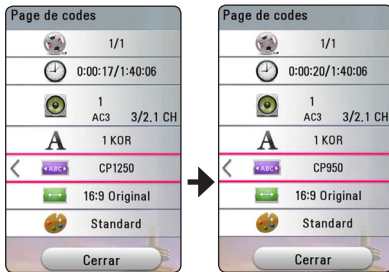 Page de codes
1/1
0:00:17/1:40:06
1
AC3 3/2.1 CH
A 1 KOR
ABC CP1250
16:9 Original
Standard
Cerrar
Page de codes
1/1
0:00:20/1:40:06
1
AC3 3/2.1 CH
A 1 KOR
ABC CP950
16:9 Original
Standard
Cerrar